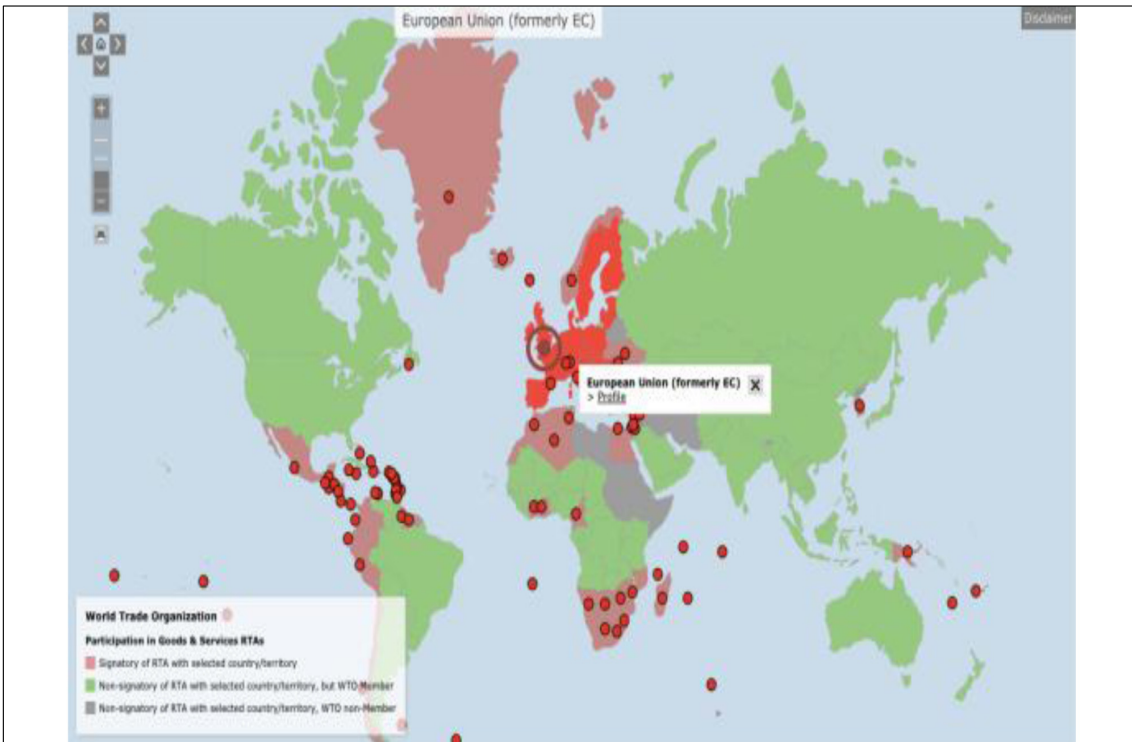 European Union (formerly EC)
Disclaimer
European Union (formerly EC)
> Profile
World Trade Organization
Participation in Goods & Services RTAs
Signatory of RTA with selected country/territory
Non-signatory of RTA with selected country/territory, but WTO Member
Non-signatory of RTA with selected country/territory, WTO non-Member